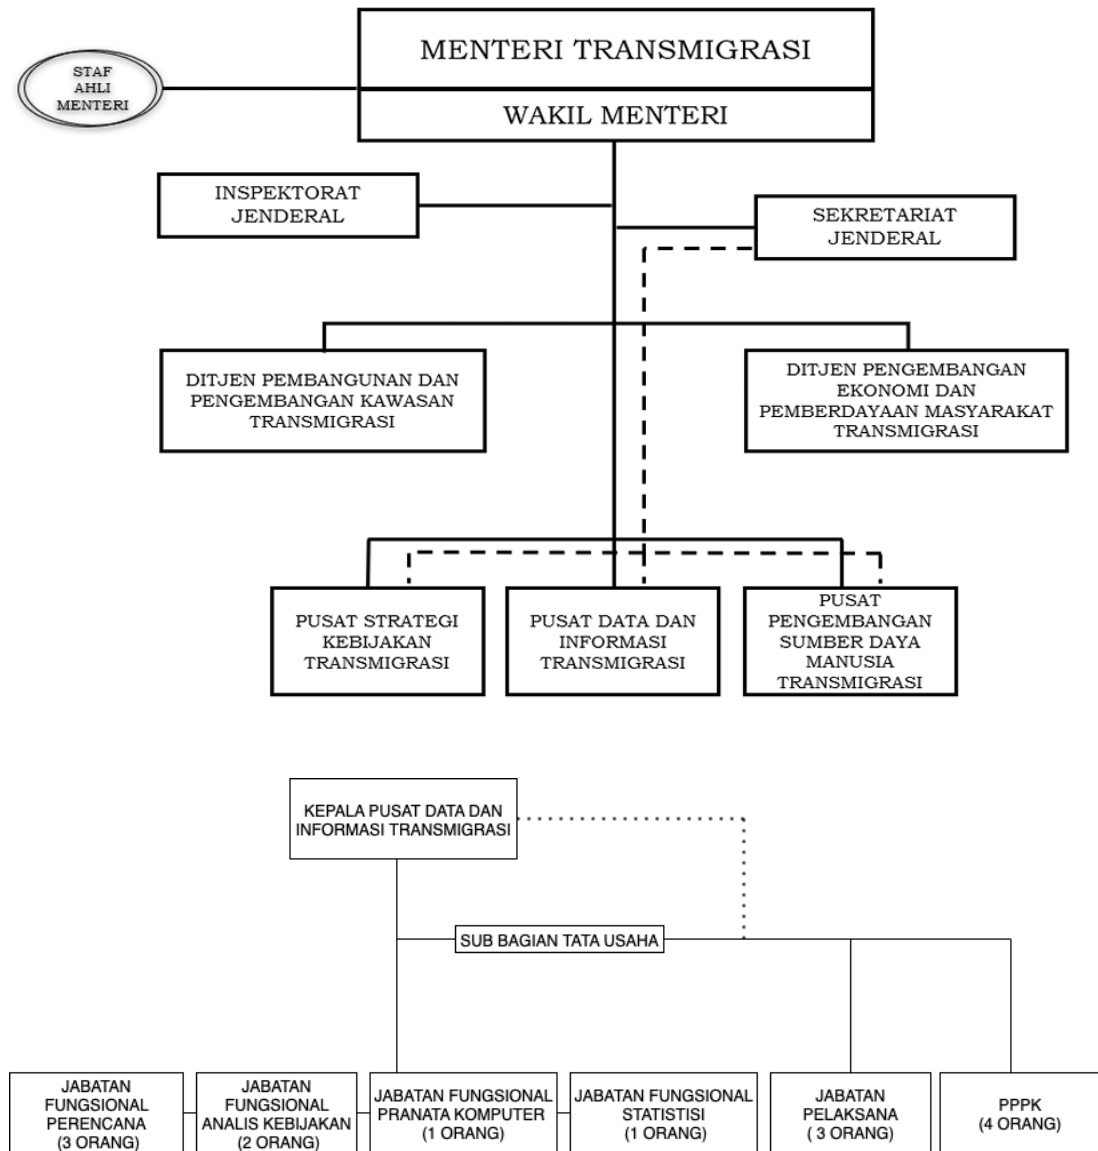 MENTERI TRANSMIGRASI
STAF
AHLI
MENTERI
WAKIL MENTERI
INSPEKTORAT
JENDERAL
SEKRETARIAT
JENDERAL
DITJEN PEMBANGUNAN DAN
PENGEMBANGAN KAWASAN
TRANSMIGRASI
DITJEN PENGEMBANGAN
EKONOMI DAN
PEMBERDAYAAN MASYARAKAT
TRANSMIGRASI
PUSAT STRATEGI
KEBIJAKAN
TRANSMIGRASI
PUSAT DATA DAN
INFORMASI
TRANSMIGRASI
PUSAT
PENGEMBANGAN
SUMBER DAYA
MANUSIA
TRANSMIGRASI
KEPALA PUSAT DATA DAN
INFORMASI TRANSMIGRASI
SUB BAGIAN TATA USAHA
JABATAN
FUNGSIONAL
PERENCANA
(3 ORANG)
JABATAN
FUNGSIONAL
ANALIS KEBIJAKAN
(2 ORANG)
JABATAN FUNGSIONAL
PRANATA KOMPUTER
(1 ORANG)
JABATAN FUNGSIONAL
STATISTISI
(1 ORANG)
JABATAN
PELAKSANA
( 3 ORANG)
PPPK
(4 ORANG)